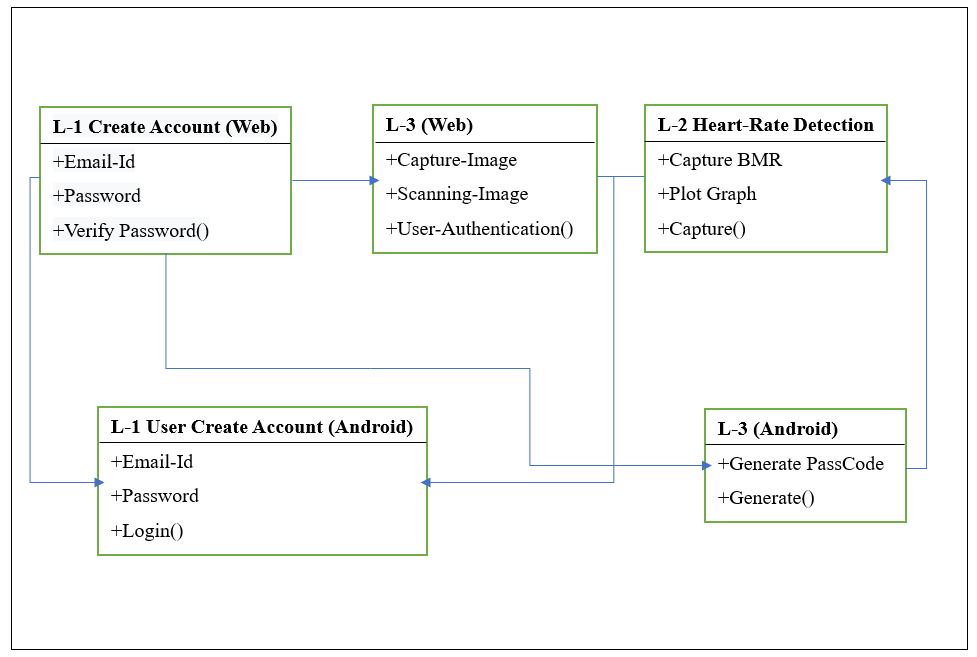 L-1 Create Account (Web)
+Email-Id
+Password
+Verify Password()
L-3 (Web)
+Capture-Image
+Scanning-Image
+User-Authentication()
L-2 Heart-Rate Detection
+Capture BMR
+Plot Graph
+Capture()
L-1 User Create Account (Android)
+Email-Id
+Password
+Login()
L-3 (Android)
+Generate PassCode
+Generate()